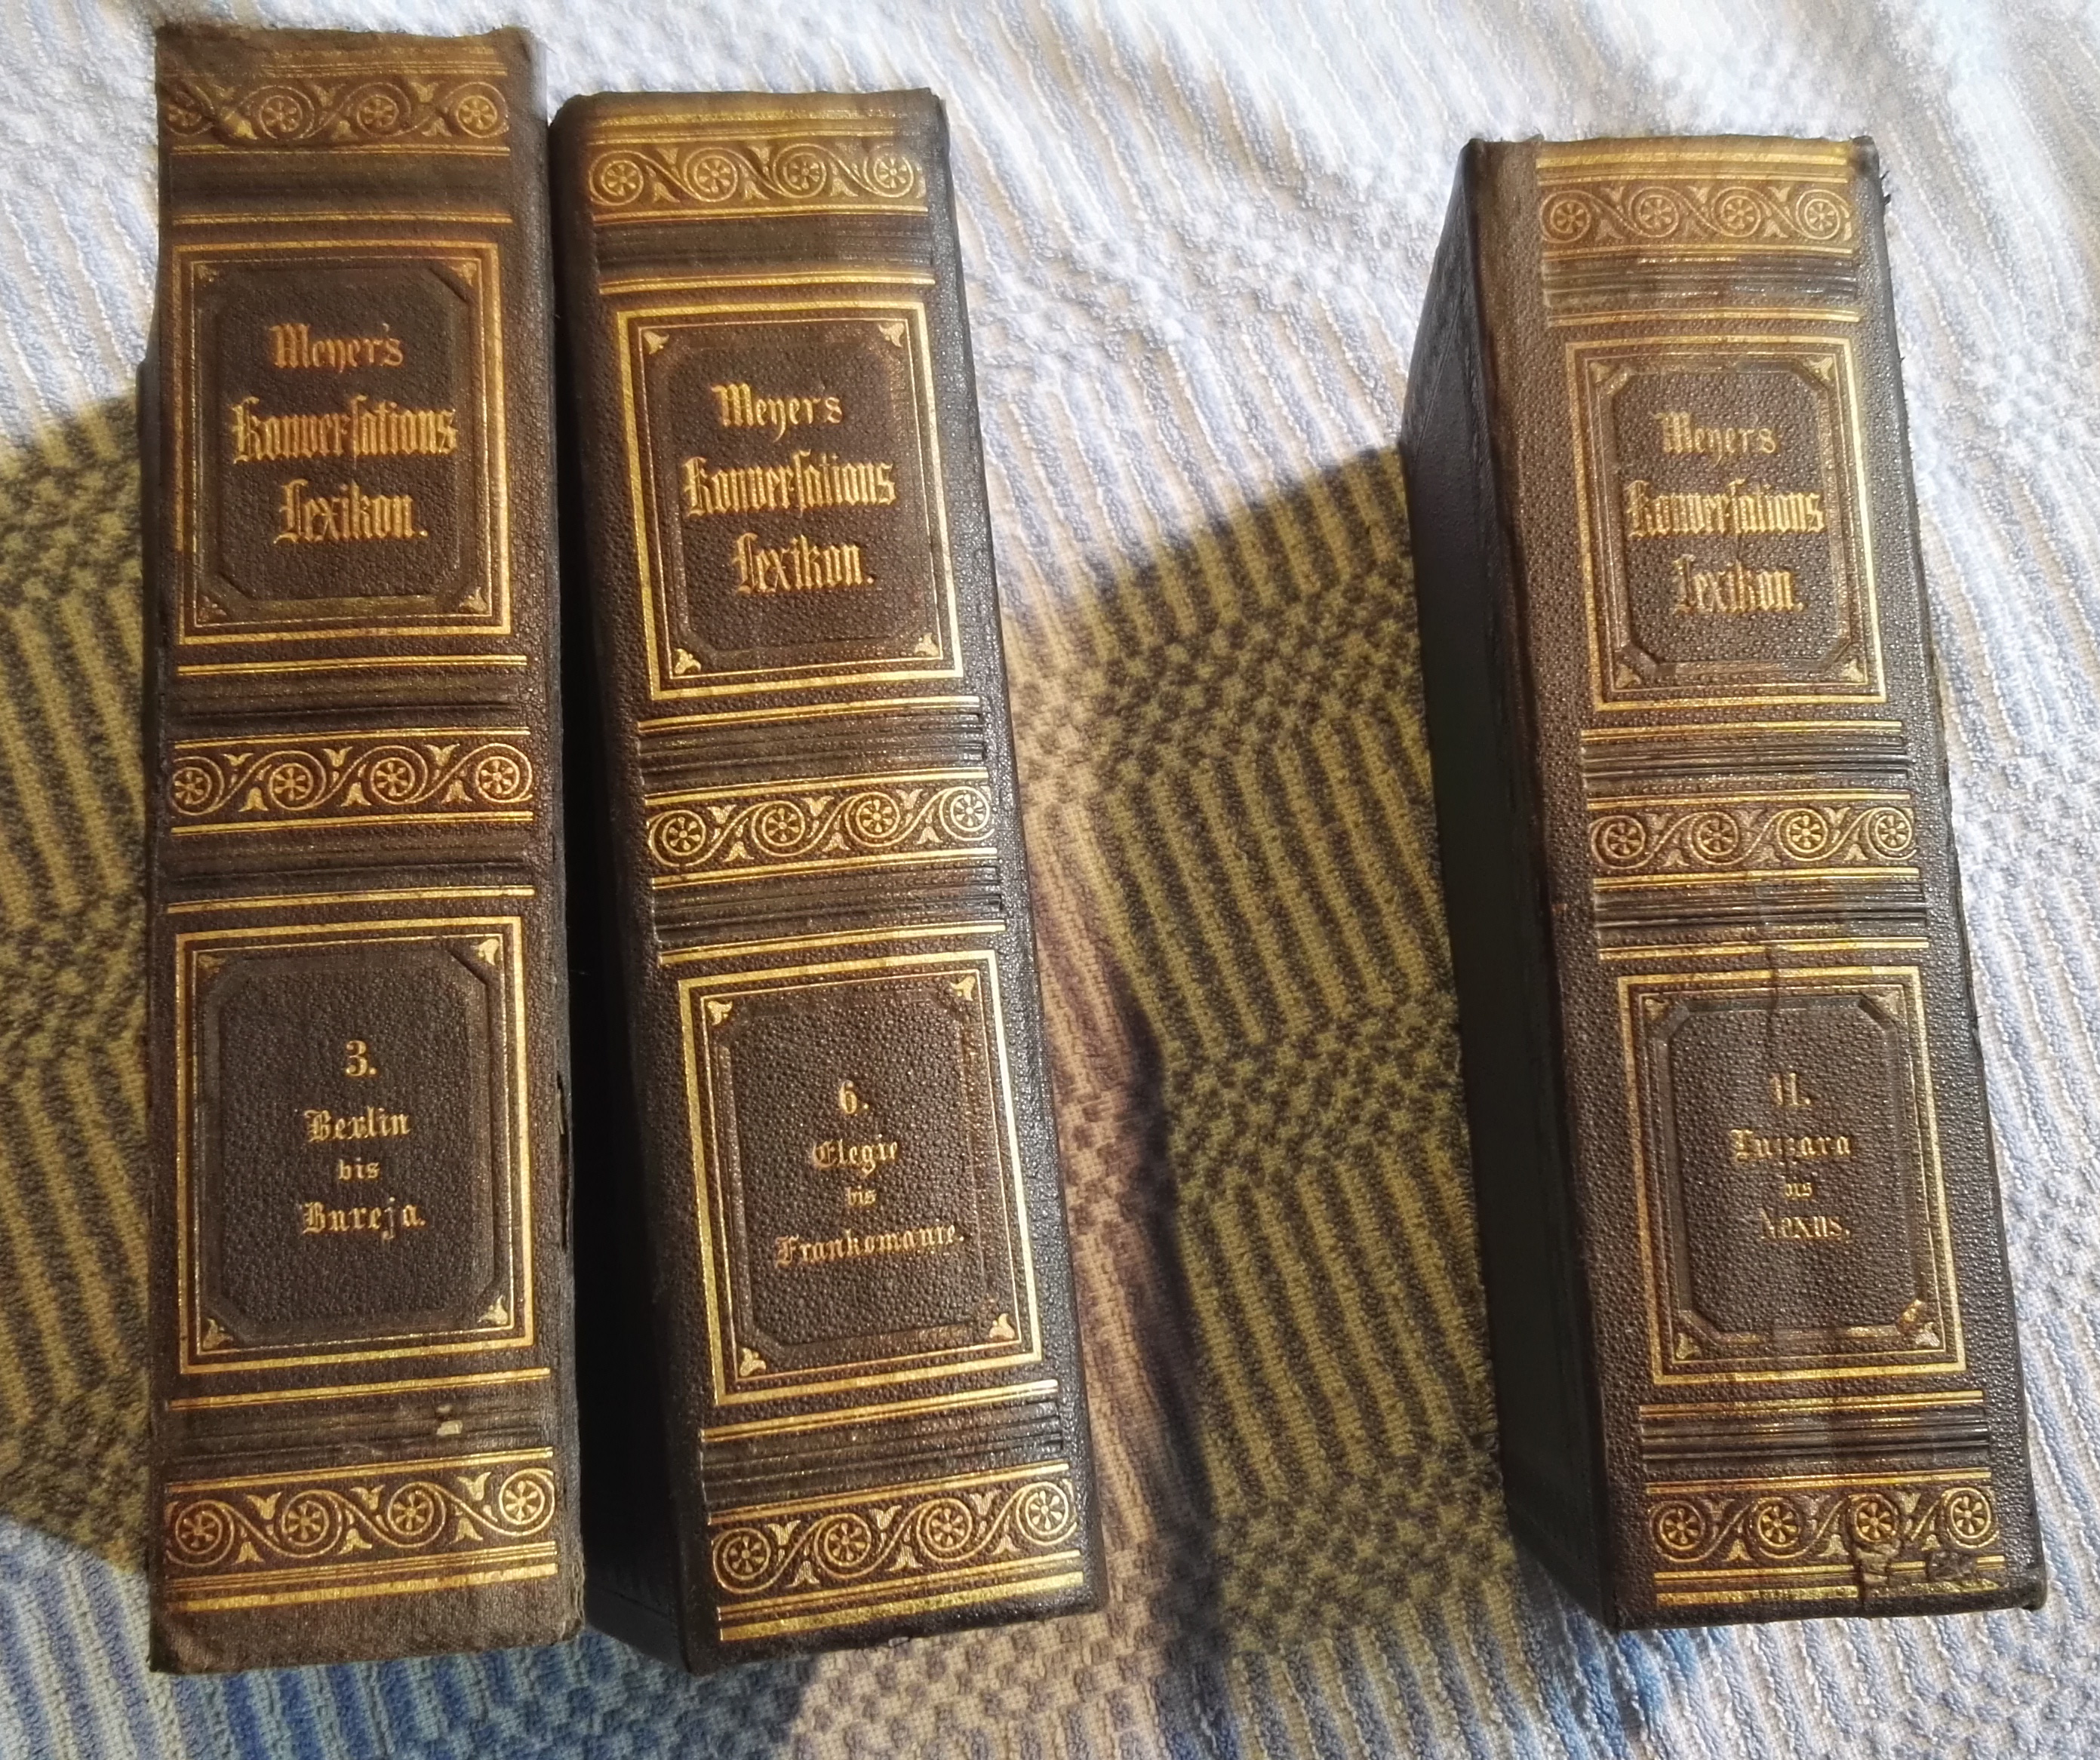 Meyer's
Konversations
Lexikon.
3.
Berlin
bis
Bureja.
Meyer's
Konversations
Lexikon.
6.
Elegie
bis
Frankomanie.
Meyer's
Konversations
Lexikon.
11.
Luzzara
bis
Nexus.